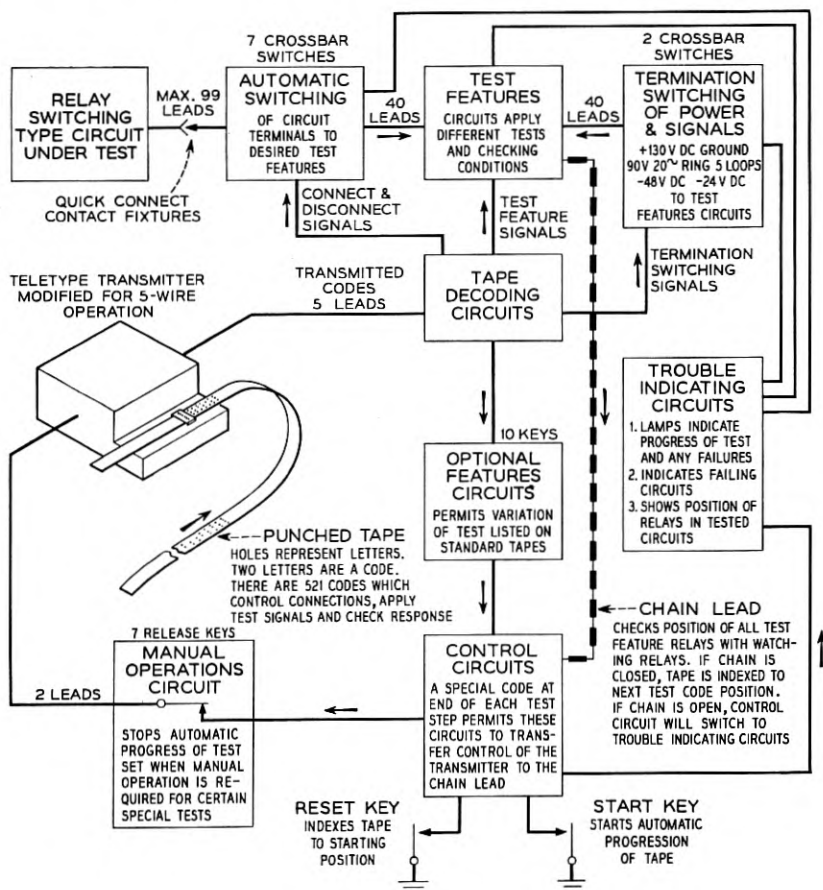 7 CROSSBAR
SWITCHES
2 CROSSBAR
SWITCHES
RELAY
SWITCHING
TYPE CIRCUIT
UNDER TEST
MAX. 99
LEADS
AUTOMATIC
SWITCHING
OF CIRCUIT
TERMINALS TO
DESIRED TEST
FEATURES
40
LEADS
TEST
FEATURES
CIRCUITS APPLY
DIFFERENT TESTS
AND CHECKING
CONDITIONS
40
LEADS
TERMINATION
SWITCHING
OF POWER
& SIGNALS
+130 V DC GROUND
90V 20~ RING 5 LOOPS
-48V DC -24V DC
TO TEST
FEATURES CIRCUITS
QUICK CONNECT
CONTACT FIXTURES
CONNECT &
DISCONNECT
SIGNALS
TEST
FEATURE
SIGNALS
TERMINATION
SWITCHING
SIGNALS
TELETYPE TRANSMITTER
MODIFIED FOR 5-WIRE
OPERATION
TRANSMITTED
CODES
5 LEADS
TAPE
DECODING
CIRCUITS
TROUBLE
INDICATING
CIRCUITS
1. LAMPS INDICATE
PROGRESS OF TEST
AND ANY FAILURES
2. INDICATES FAILING
CIRCUITS
3. SHOWS POSITION OF
RELAYS IN TESTED
CIRCUITS
10 KEYS
OPTIONAL
FEATURES
CIRCUITS
PERMITS VARIATION
OF TEST LISTED ON
STANDARD TAPES
PUNCHED TAPE
HOLES REPRESENT LETTERS.
TWO LETTERS ARE A CODE.
THERE ARE 521 CODES WHICH
CONTROL CONNECTIONS, APPLY
TEST SIGNALS AND CHECK RESPONSE
CHAIN LEAD
CHECKS POSITION OF ALL TEST
FEATURE RELAYS WITH WATCH-
ING RELAYS. IF CHAIN IS
CLOSED, TAPE IS INDEXED TO
NEXT TEST CODE POSITION.
IF CHAIN IS OPEN, CONTROL
CIRCUIT WILL SWITCH TO
TROUBLE INDICATING CIRCUITS
7 RELEASE KEYS
MANUAL
OPERATIONS
CIRCUIT
2 LEADS
STOPS AUTOMATIC
PROGRESS OF TEST
SET WHEN MANUAL
OPERATION IS RE-
QUIRED FOR CERTAIN
SPECIAL TESTS
CONTROL
CIRCUITS
A SPECIAL CODE AT
END OF EACH TEST
STEP PERMITS THESE
CIRCUITS TO TRANS-
FER CONTROL OF THE
TRANSMITTER TO THE
CHAIN LEAD
RESET KEY
INDEXES TAPE
TO STARTING
POSITION
START KEY
STARTS AUTOMATIC
PROGRESSION
OF TAPE